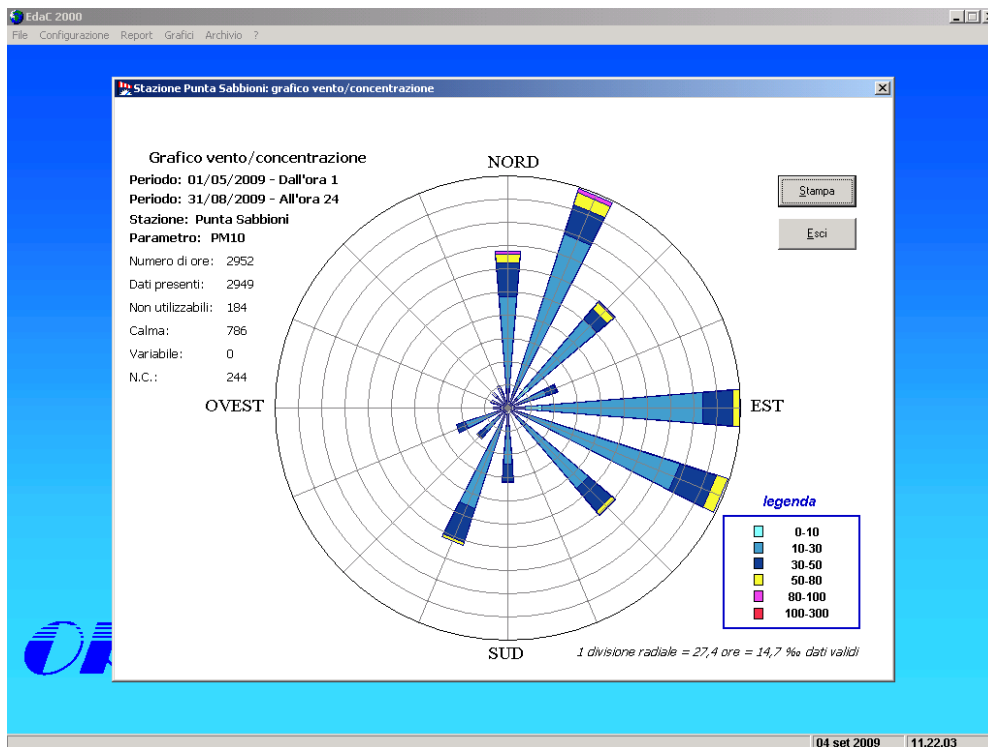 EdaC 2000
File Configurazione Report Grafici Archivio ?
Stazione Punta Sabbioni: grafico vento/concentrazione
Grafico vento/concentrazione
Periodo: 01/05/2009 - Dall'ora 1
Periodo: 31/08/2009 - All'ora 24
Stazione: Punta Sabbioni
Parametro: PM10
Numero di ore: 2952
Dati presenti: 2949
Non utilizzabili: 184
Calma: 786
Variabile: 0
N.C.: 244
NORD
OVEST
EST
SUD
Stampa
Esci
legenda
0-10
10-30
30-50
50-80
80-100
100-300
1 divisione radiale = 27,4 ore = 14,7 ‰ dati validi
04 set 2009 11.22.03